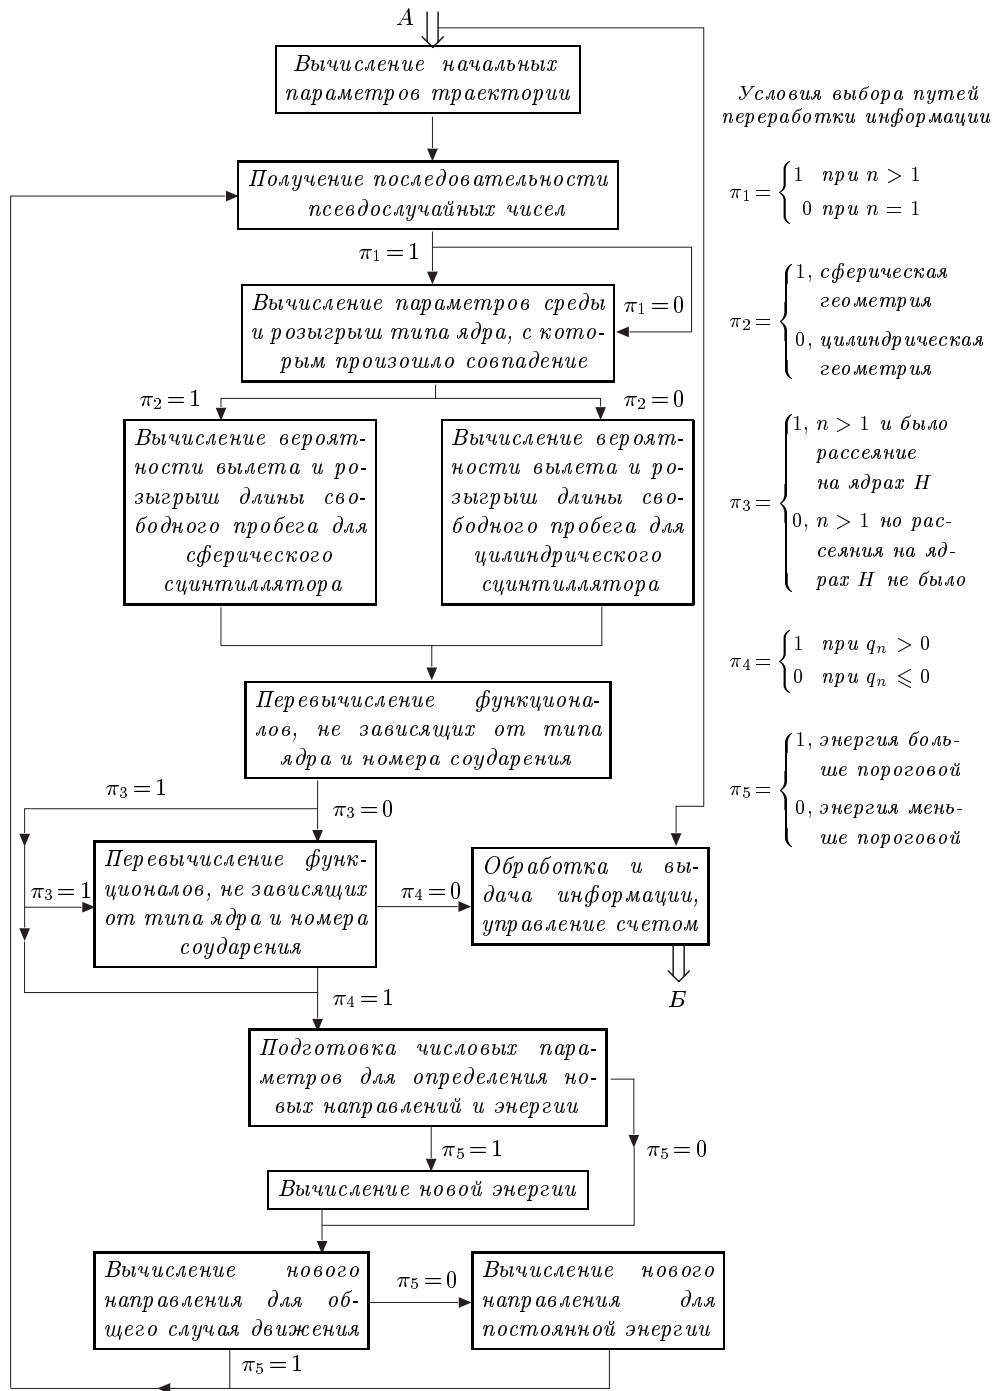 А
Вычисление начальных
параметров траектории
Условия выбора путей
переработки информации
Получение последовательности
псевдослучайных чисел
π₁ = { 1 при n > 1
0 при n = 1
π₁ = 1
π₁ = 0
Вычисление параметров среды
и розыгрыш типа ядра, с кото-
рым произошло совпадение
π₂ = { 1, сферическая
геометрия
0, цилиндрическая
геометрия
π₂ = 1
π₂ = 0
Вычисление вероят-
ности вылета и ро-
зыгрыш длины сво-
бодного пробега для
сферического
сцинтиллятора
Вычисление вероят-
ности вылета и ро-
зыгрыш длины сво-
бодного пробега для
цилиндрического
сцинтиллятора
π₃ = { 1, n > 1 и было
рассеяние
на ядрах Н
0, n > 1 но рас-
сеяния на яд-
рах Н не было
π₄ = { 1 при qₙ > 0
0 при qₙ ⩽ 0
Перевычисление функциона-
лов, не зависящих от типа
ядра и номера соударения
π₅ = { 1, энергия боль-
ше пороговой
0, энергия мень-
ше пороговой
π₃ = 1
π₃ = 0
π₃ = 1
Перевычисление функ-
ционалов, не зависящих
от типа ядра и номера
соударения
π₄ = 0
Обработка и вы-
дача информации,
управление счетом
Б
π₄ = 1
Подготовка числовых пара-
метров для определения но-
вых направлений и энергии
π₅ = 1
π₅ = 0
Вычисление новой энергии
Вычисление нового
направления для об-
щего случая движения
π₅ = 0
Вычисление нового
направления для
постоянной энергии
π₅ = 1